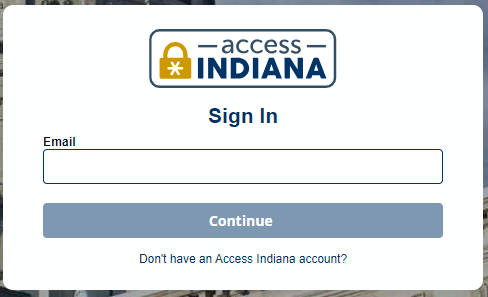 access
INDIANA
Sign In
Email
Continue
Don't have an Access Indiana account?